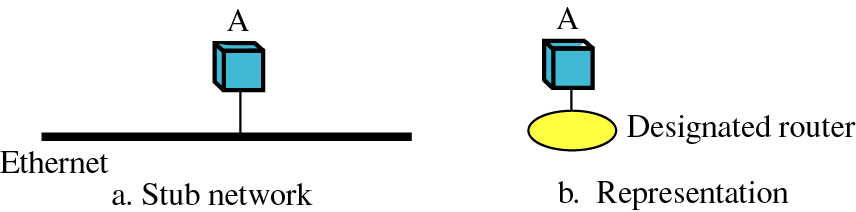 A
Ethernet
a. Stub network
A
Designated router
b. Representation